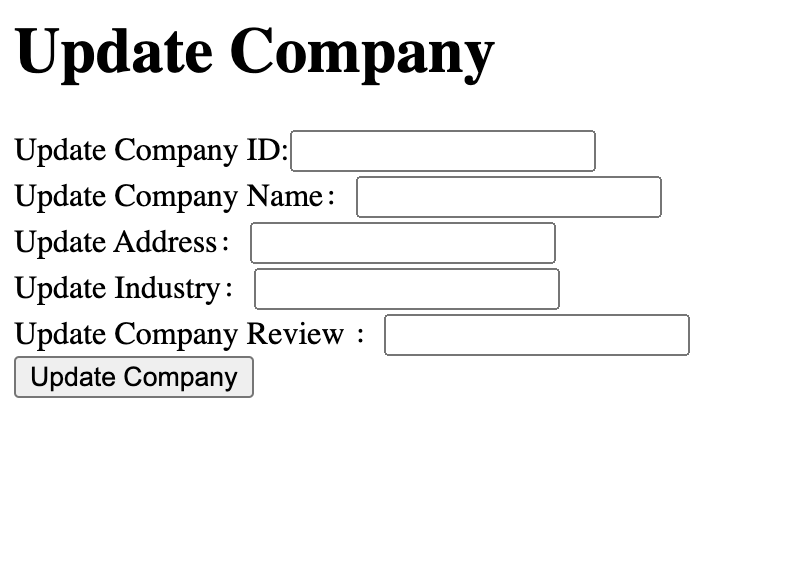 Update Company
Update Company ID:
Update Company Name：
Update Address：
Update Industry：
Update Company Review ：
Update Company